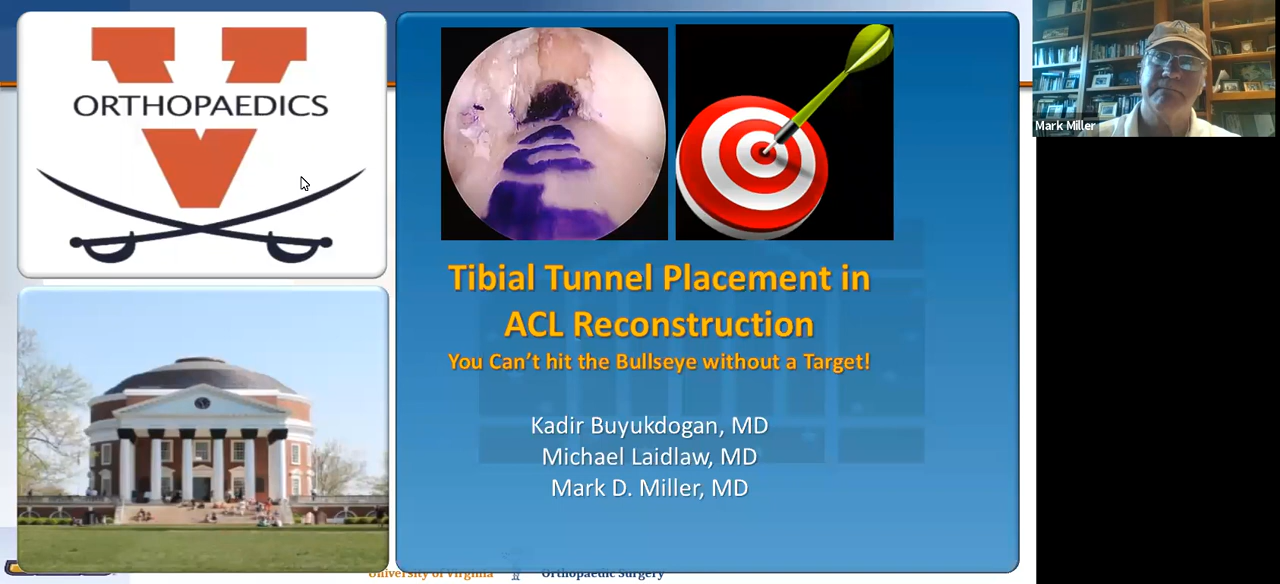 ORTHOPAEDICS
Tibial Tunnel Placement in
ACL Reconstruction
You Can't hit the Bullseye without a Target!
Kadir Buyukdogan, MD
Michael Laidlaw, MD
Mark D. Miller, MD
University of Virginia Orthopaedic Surgery
Mark Miller